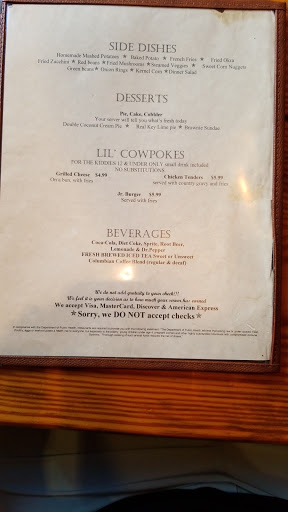 SIDE DISHES
Homemade Mashed Potatoes ★ Baked Potato ★ French Fries ★ Fried Okra
Fried Zucchini ★ Red Beans ★ Fried Mushrooms ★ Steamed Veggies ★ Sweet Corn Nuggets
Green Beans ★ Onion Rings ★ Kernel Corn ★ Dinner Salad
DESSERTS
Pie, Cake, Cobbler
Your server will tell you what's fresh today
Double Coconut Cream Pie ★ Real Key Lime pie ★ Brownie Sundae
LIL' COWPOKES
FOR THE KIDDIES 12 & UNDER ONLY small drink included
NO SUBSTITUTIONS
Grilled Cheese $4.99 Chicken Tenders $5.99
On a bun, with fries served with country gravy and fries
Jr. Burger $5.99
Served with fries
BEVERAGES
Coca-Cola, Diet Coke, Sprite, Root Beer,
Lemonade & Dr.Pepper
FRESH BREWED ICED TEA Sweet or Unsweet
Columbian Coffee Blend (regular & decaf)
We do not add gratuity to your check!!!
We feel it is your decision as to how much your server has earned
We accept Visa, MasterCard, Discover & American Express
★ Sorry, we DO NOT accept checks ★